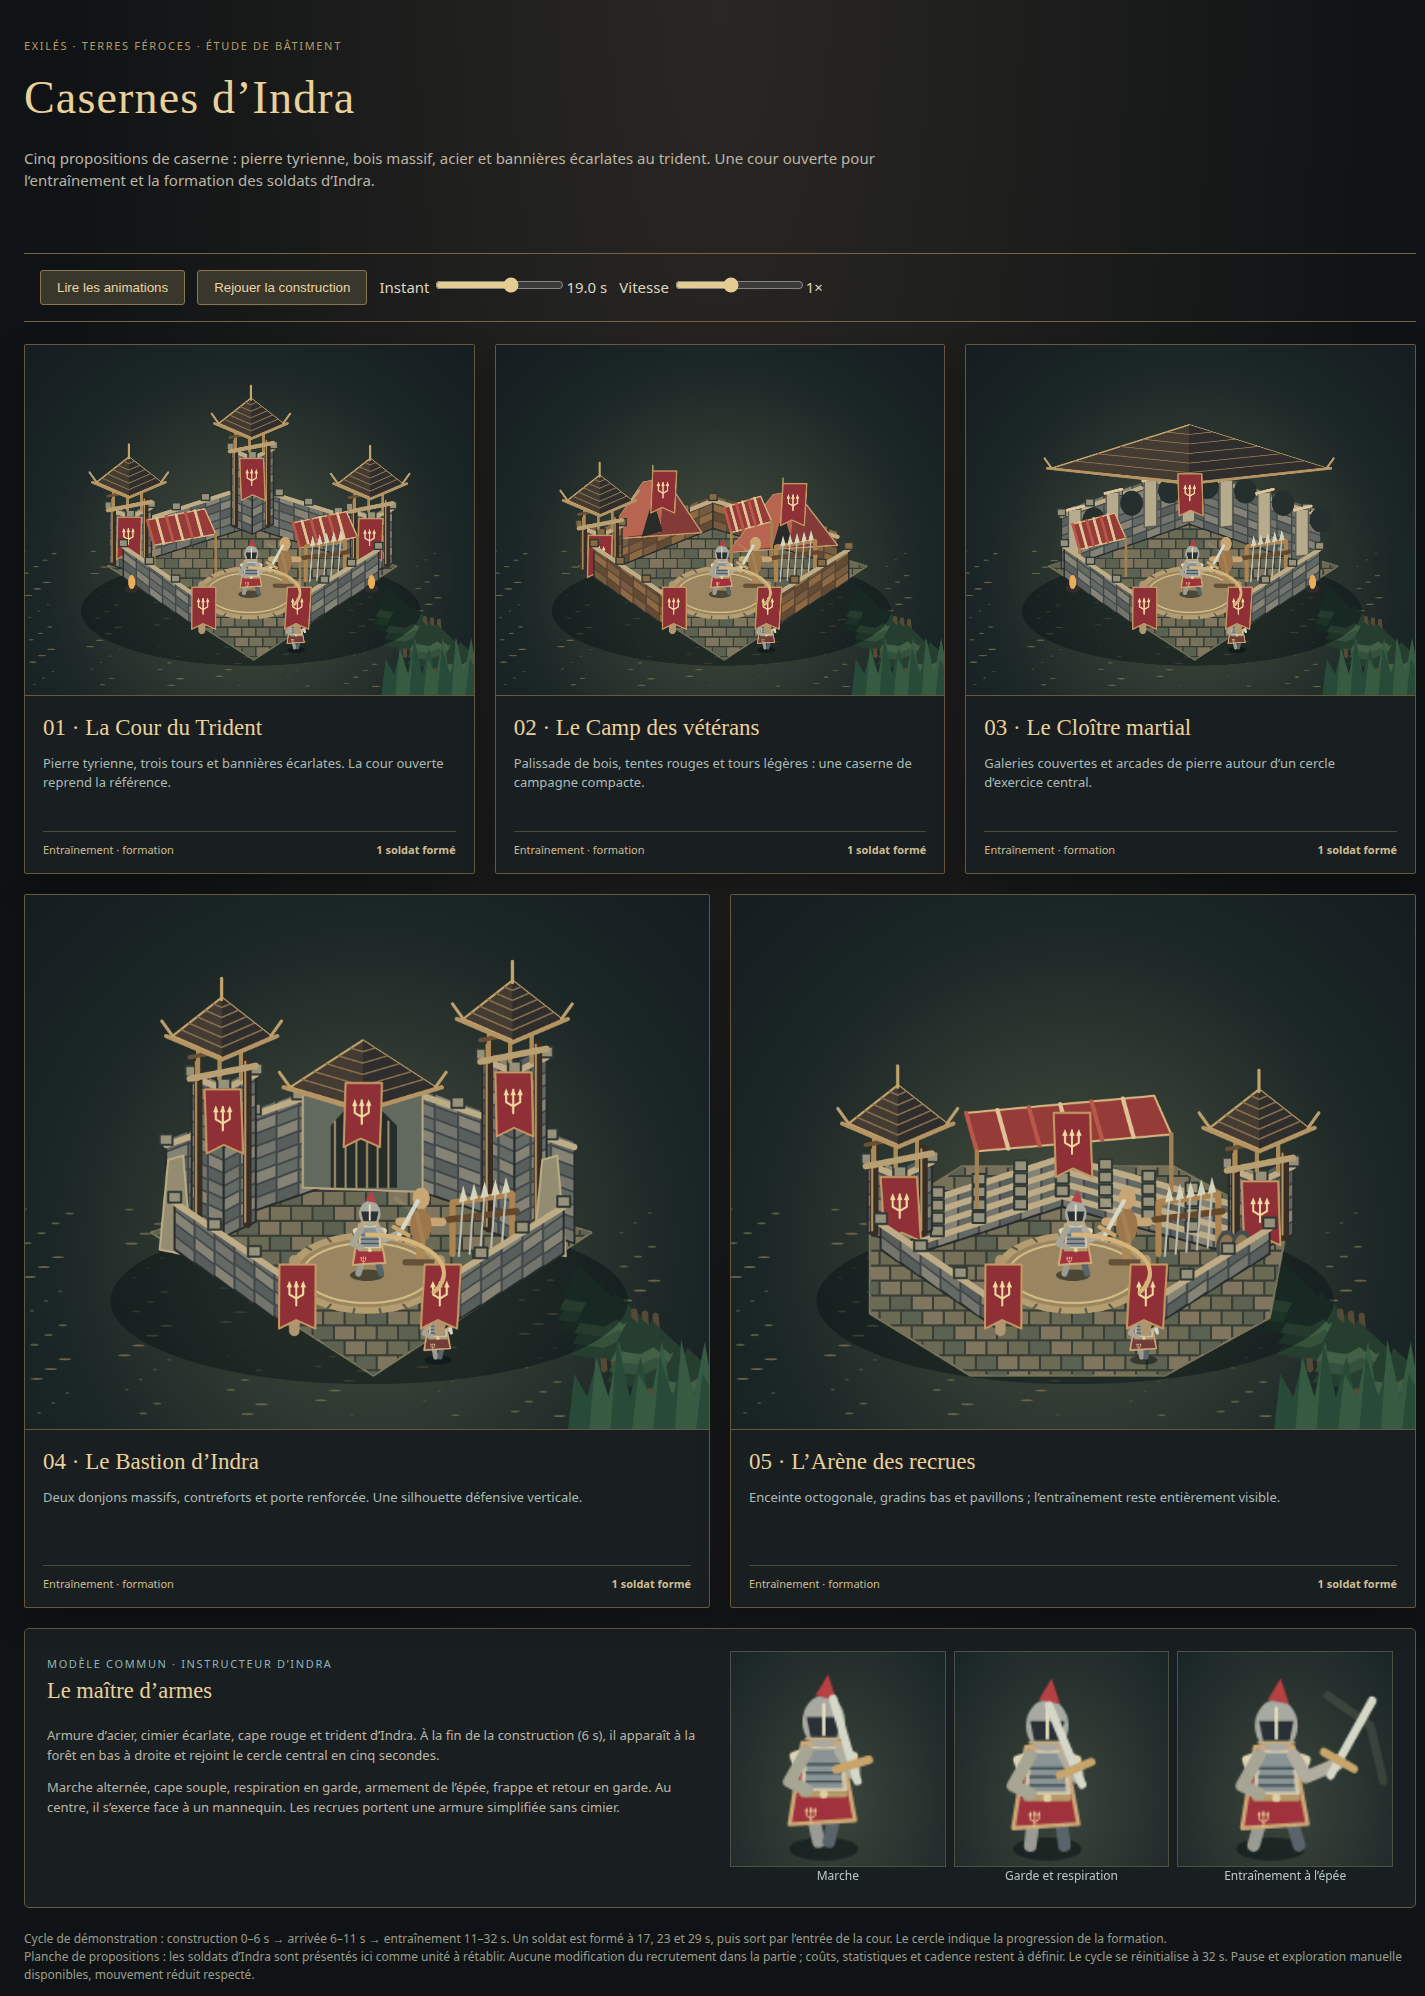 EXILÉS · TERRES FÉROCES · ÉTUDE DE BÂTIMENT
Casernes d’Indra
Cinq propositions de caserne : pierre tyrienne, bois massif, acier et bannières écarlates au trident. Une cour ouverte pour
l’entraînement et la formation des soldats d’Indra.
Lire les animations Rejouer la construction Instant 19.0 s Vitesse 1×
01 · La Cour du Trident
Pierre tyrienne, trois tours et bannières écarlates. La cour ouverte
reprend la référence.
Entraînement · formation 1 soldat formé
02 · Le Camp des vétérans
Palissade de bois, tentes rouges et tours légères : une caserne de
campagne compacte.
Entraînement · formation 1 soldat formé
03 · Le Cloître martial
Galeries couvertes et arcades de pierre autour d’un cercle
d’exercice central.
Entraînement · formation 1 soldat formé
04 · Le Bastion d’Indra
Deux donjons massifs, contreforts et porte renforcée. Une silhouette défensive verticale.
Entraînement · formation 1 soldat formé
05 · L’Arène des recrues
Enceinte octogonale, gradins bas et pavillons ; l’entraînement reste entièrement visible.
Entraînement · formation 1 soldat formé
MODÈLE COMMUN · INSTRUCTEUR D’INDRA
Le maître d’armes
Armure d’acier, cimier écarlate, cape rouge et trident d’Indra. À la fin de la construction (6 s), il apparaît à la
forêt en bas à droite et rejoint le cercle central en cinq secondes.
Marche alternée, cape souple, respiration en garde, armement de l’épée, frappe et retour en garde. Au
centre, il s’exerce face à un mannequin. Les recrues portent une armure simplifiée sans cimier.
Marche
Garde et respiration
Entraînement à l’épée
Cycle de démonstration : construction 0–6 s → arrivée 6–11 s → entraînement 11–32 s. Un soldat est formé à 17, 23 et 29 s, puis sort par l’entrée de la cour. Le cercle indique la progression de la formation.
Planche de propositions : les soldats d’Indra sont présentés ici comme unité à rétablir. Aucune modification du recrutement dans la partie ; coûts, statistiques et cadence restent à définir. Le cycle se réinitialise à 32 s. Pause et exploration manuelle
disponibles, mouvement réduit respecté.